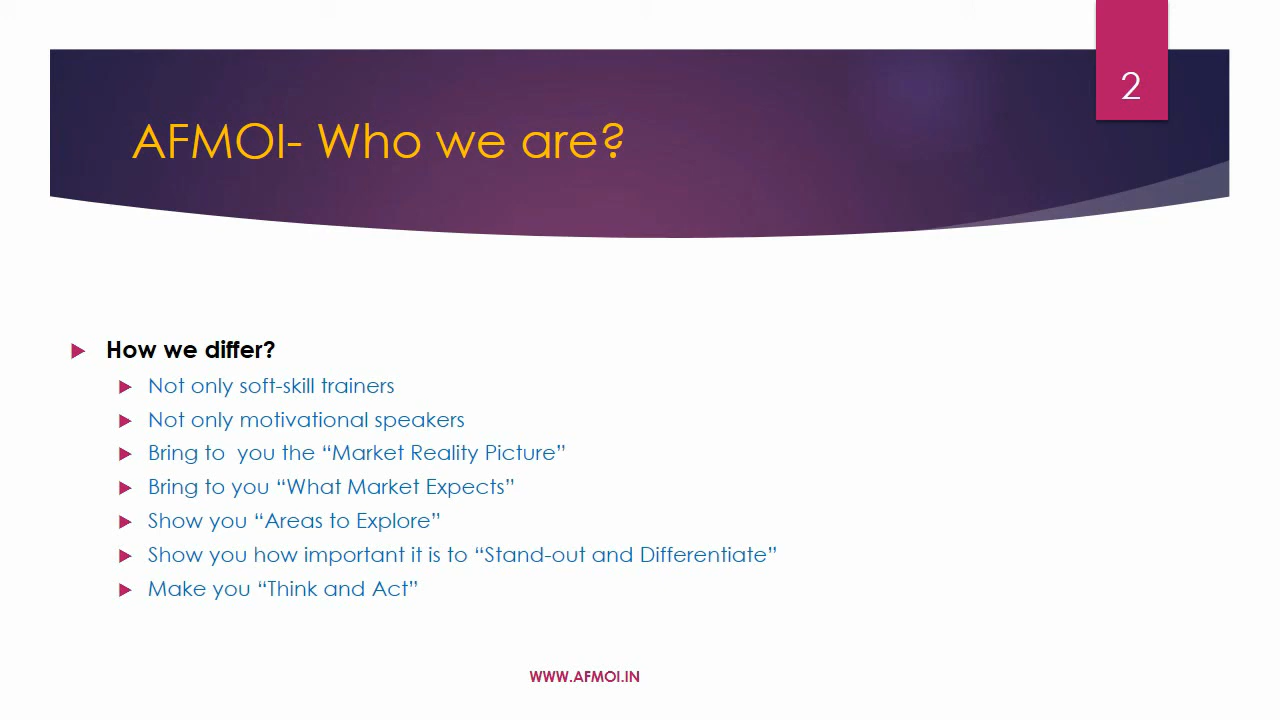 2
AFMOI- Who we are?
How we differ?
Not only soft-skill trainers
Not only motivational speakers
Bring to  you the “Market Reality Picture”
Bring to you “What Market Expects”
Show you “Areas to Explore”
Show you how important it is to “Stand-out and Differentiate”
Make you “Think and Act”
WWW.AFMOI.IN